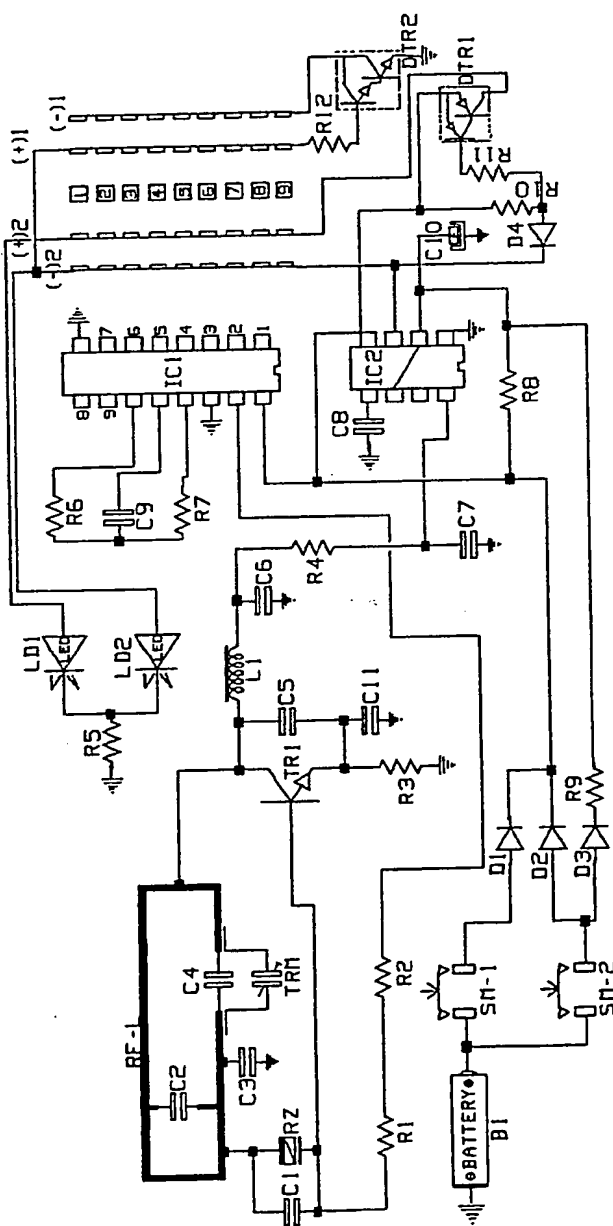 (-)1
(+)1
(+)2
(-)2
1
2
3
4
5
6
7
8
9
R12
DTR2
DTR1
R11
R10
D4
C10
IC1
7
6
5
4
3
2
1
8
9
IC2
C8
R8
R6
C9
R7
C7
R4
C6
L1
LD1
LED
LD2
LED
R5
C5
C11
TR1
R3
R9
D1
D2
D3
RF-1
C2
C4
TRM
C3
C1
RZ
R2
R1
SM-1
SM-2
BATTERY
B1